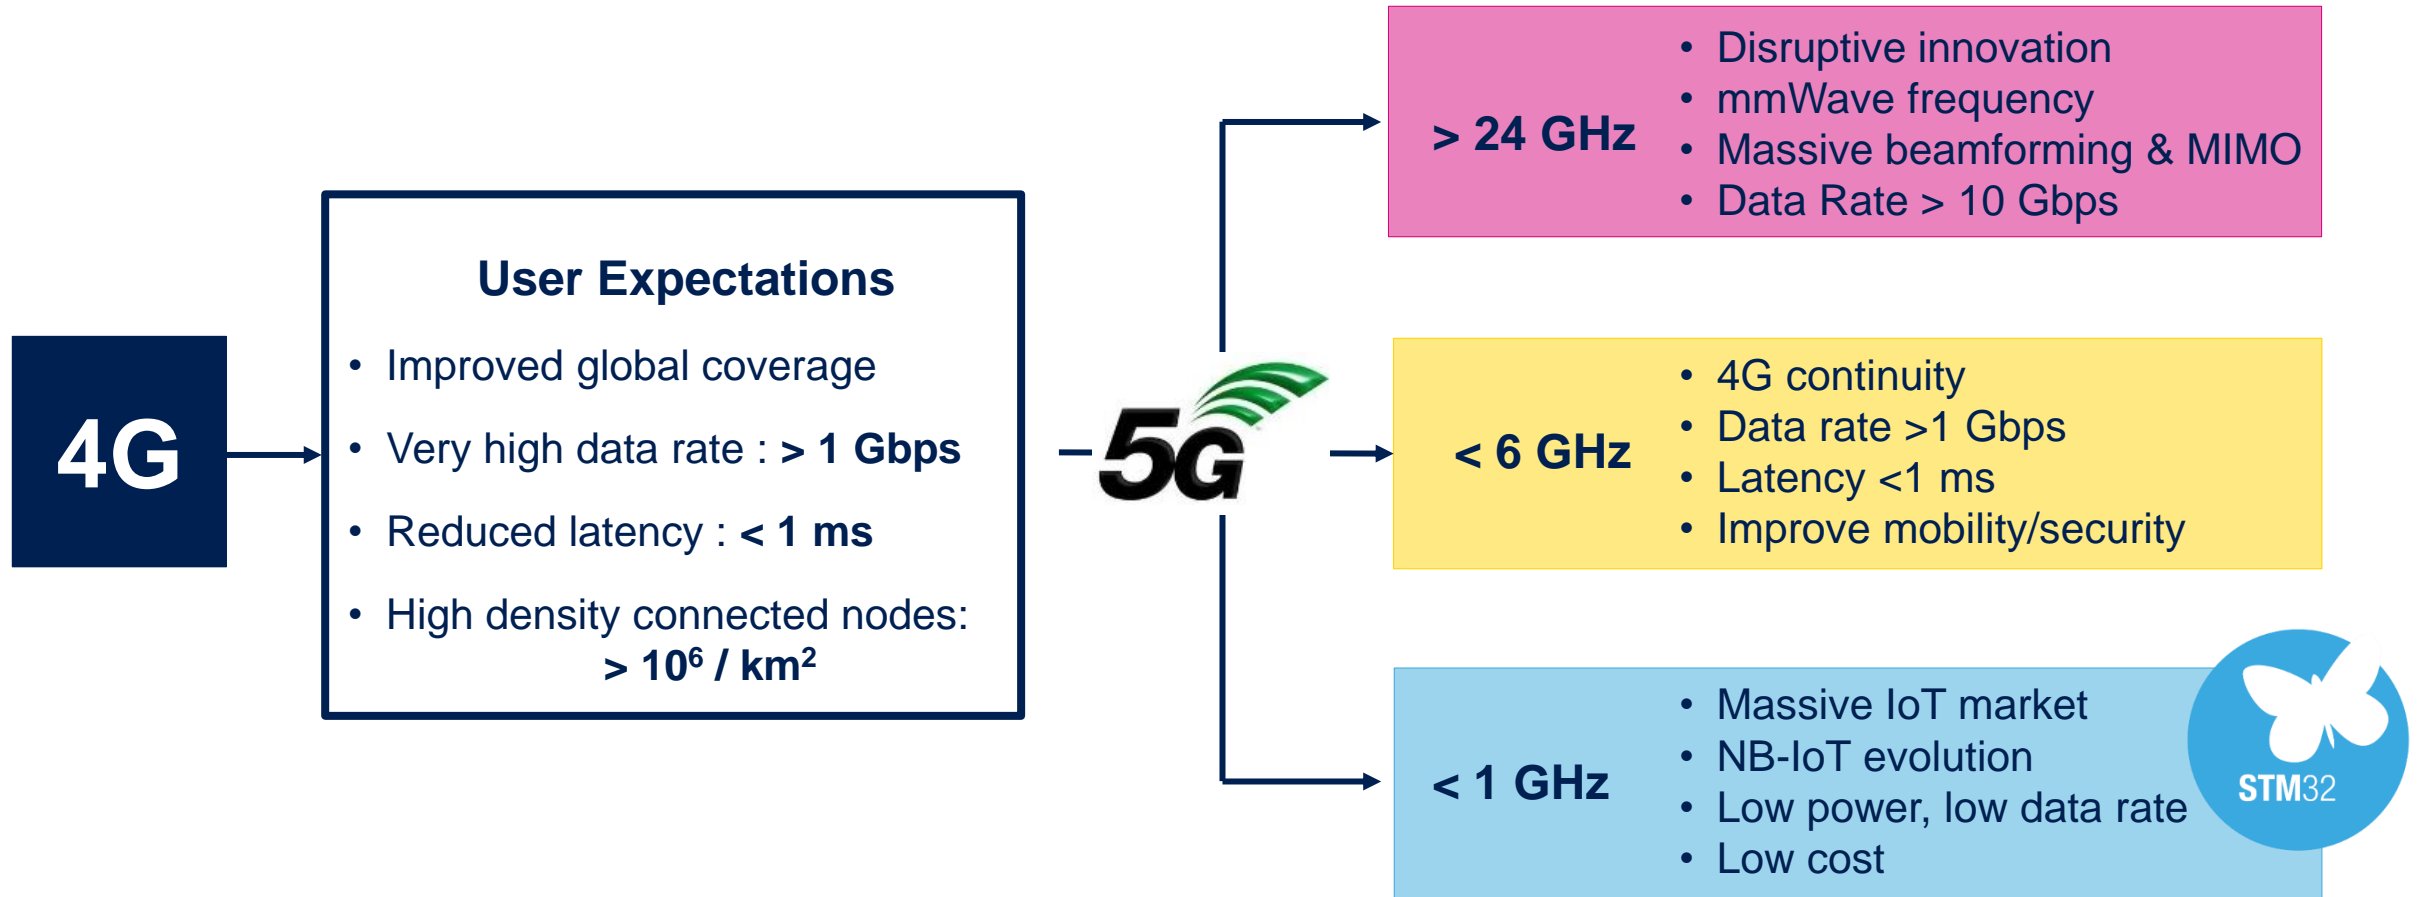 4G
User Expectations
• Improved global coverage
• Very high data rate : > 1 Gbps
• Reduced latency : < 1 ms
• High density connected nodes:
> 10⁶ / km²
5G
> 24 GHz
• Disruptive innovation
• mmWave frequency
• Massive beamforming & MIMO
• Data Rate > 10 Gbps
< 6 GHz
• 4G continuity
• Data rate >1 Gbps
• Latency <1 ms
• Improve mobility/security
< 1 GHz
• Massive IoT market
• NB-IoT evolution
• Low power, low data rate
• Low cost
STM32